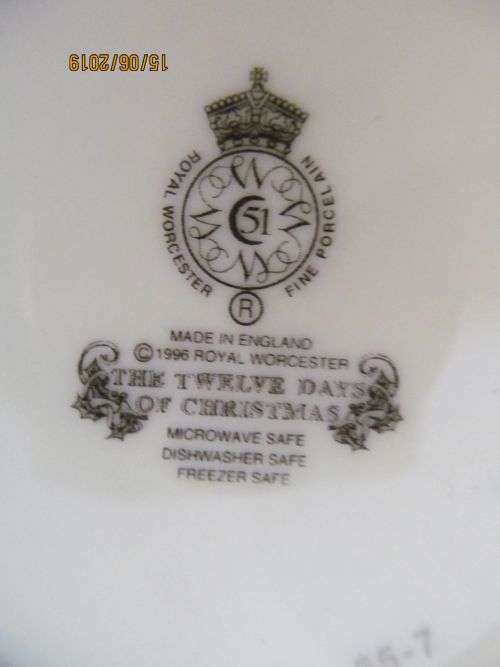 15/06/2019
ROYAL WORCESTER
FINE PORCELAIN
51
R
MADE IN ENGLAND
© 1996 ROYAL WORCESTER
THE TWELVE DAYS
OF CHRISTMAS
MICROWAVE SAFE
DISHWASHER SAFE
FREEZER SAFE